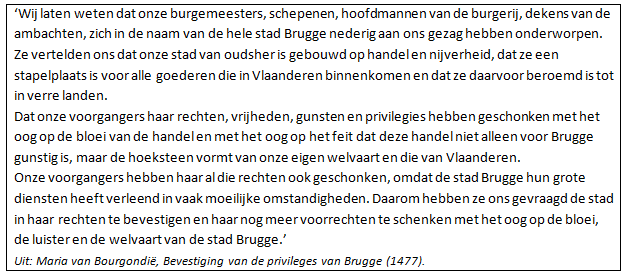 ‘Wij laten weten dat onze burgemeesters, schepenen, hoofdmannen van de burgerij, dekens van de
ambachten, zich in de naam van de hele stad Brugge nederig aan ons gezag hebben onderworpen.
Ze vertelden ons dat onze stad van oudsher is gebouwd op handel en nijverheid, dat ze een
stapelplaats is voor alle goederen die in Vlaanderen binnenkomen en dat ze daarvoor beroemd is tot
in verre landen.
Dat onze voorgangers haar rechten, vrijheden, gunsten en privilegies hebben geschonken met het
oog op de bloei van de handel en met het oog op het feit dat deze handel niet alleen voor Brugge
gunstig is, maar de hoeksteen vormt van onze eigen welvaart en die van Vlaanderen.
Onze voorgangers hebben haar al die rechten ook geschonken, omdat de stad Brugge hun grote
diensten heeft verleend in vaak moeilijke omstandigheden. Daarom hebben ze ons gevraagd de stad
in haar rechten te bevestigen en haar nog meer voorrechten te schenken met het oog op de bloei,
de luister en de welvaart van de stad Brugge.’
Uit: Maria van Bourgondië, Bevestiging van de privileges van Brugge (1477).